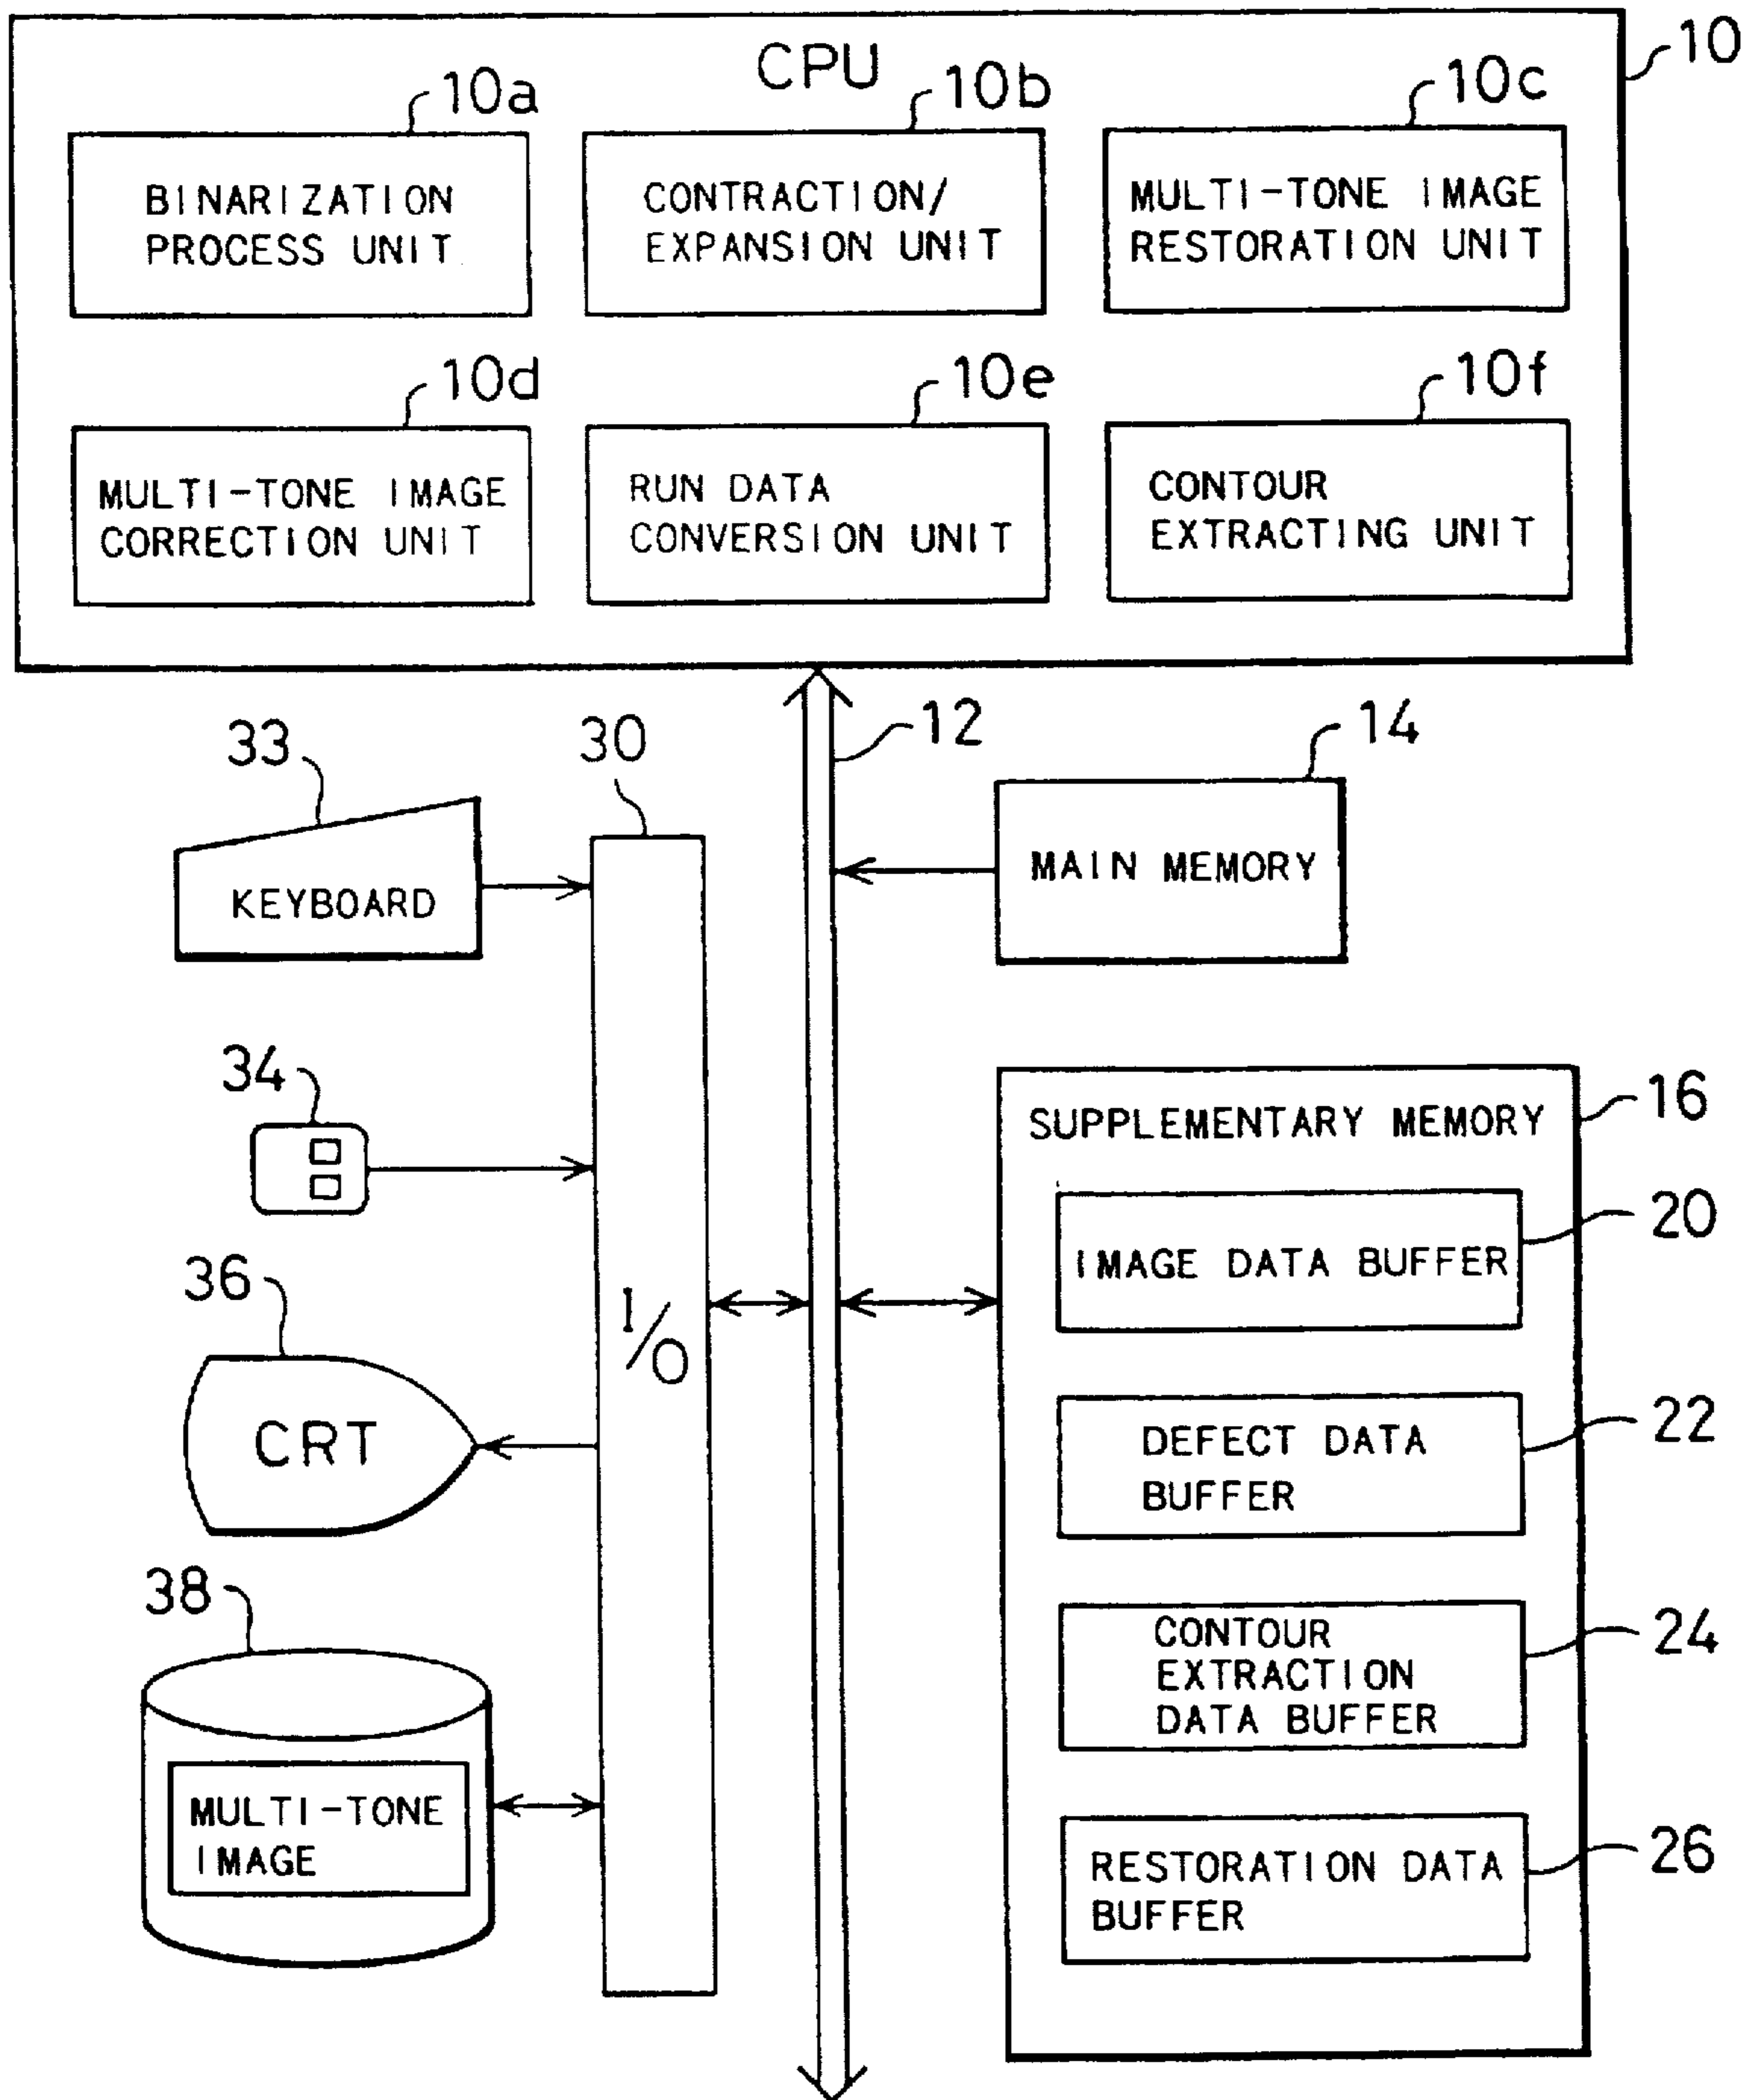 CPU
10
10a
BINARIZATION
PROCESS UNIT
10b
CONTRACTION/
EXPANSION UNIT
10c
MULTI-TONE IMAGE
RESTORATION UNIT
10d
MULTI-TONE IMAGE
CORRECTION UNIT
10e
RUN DATA
CONVERSION UNIT
10f
CONTOUR
EXTRACTING UNIT
33
KEYBOARD
30
I/O
12
14
MAIN MEMORY
34
36
CRT
38
MULTI-TONE
IMAGE
16
SUPPLEMENTARY MEMORY
20
IMAGE DATA BUFFER
22
DEFECT DATA
BUFFER
24
CONTOUR
EXTRACTION
DATA BUFFER
26
RESTORATION DATA
BUFFER